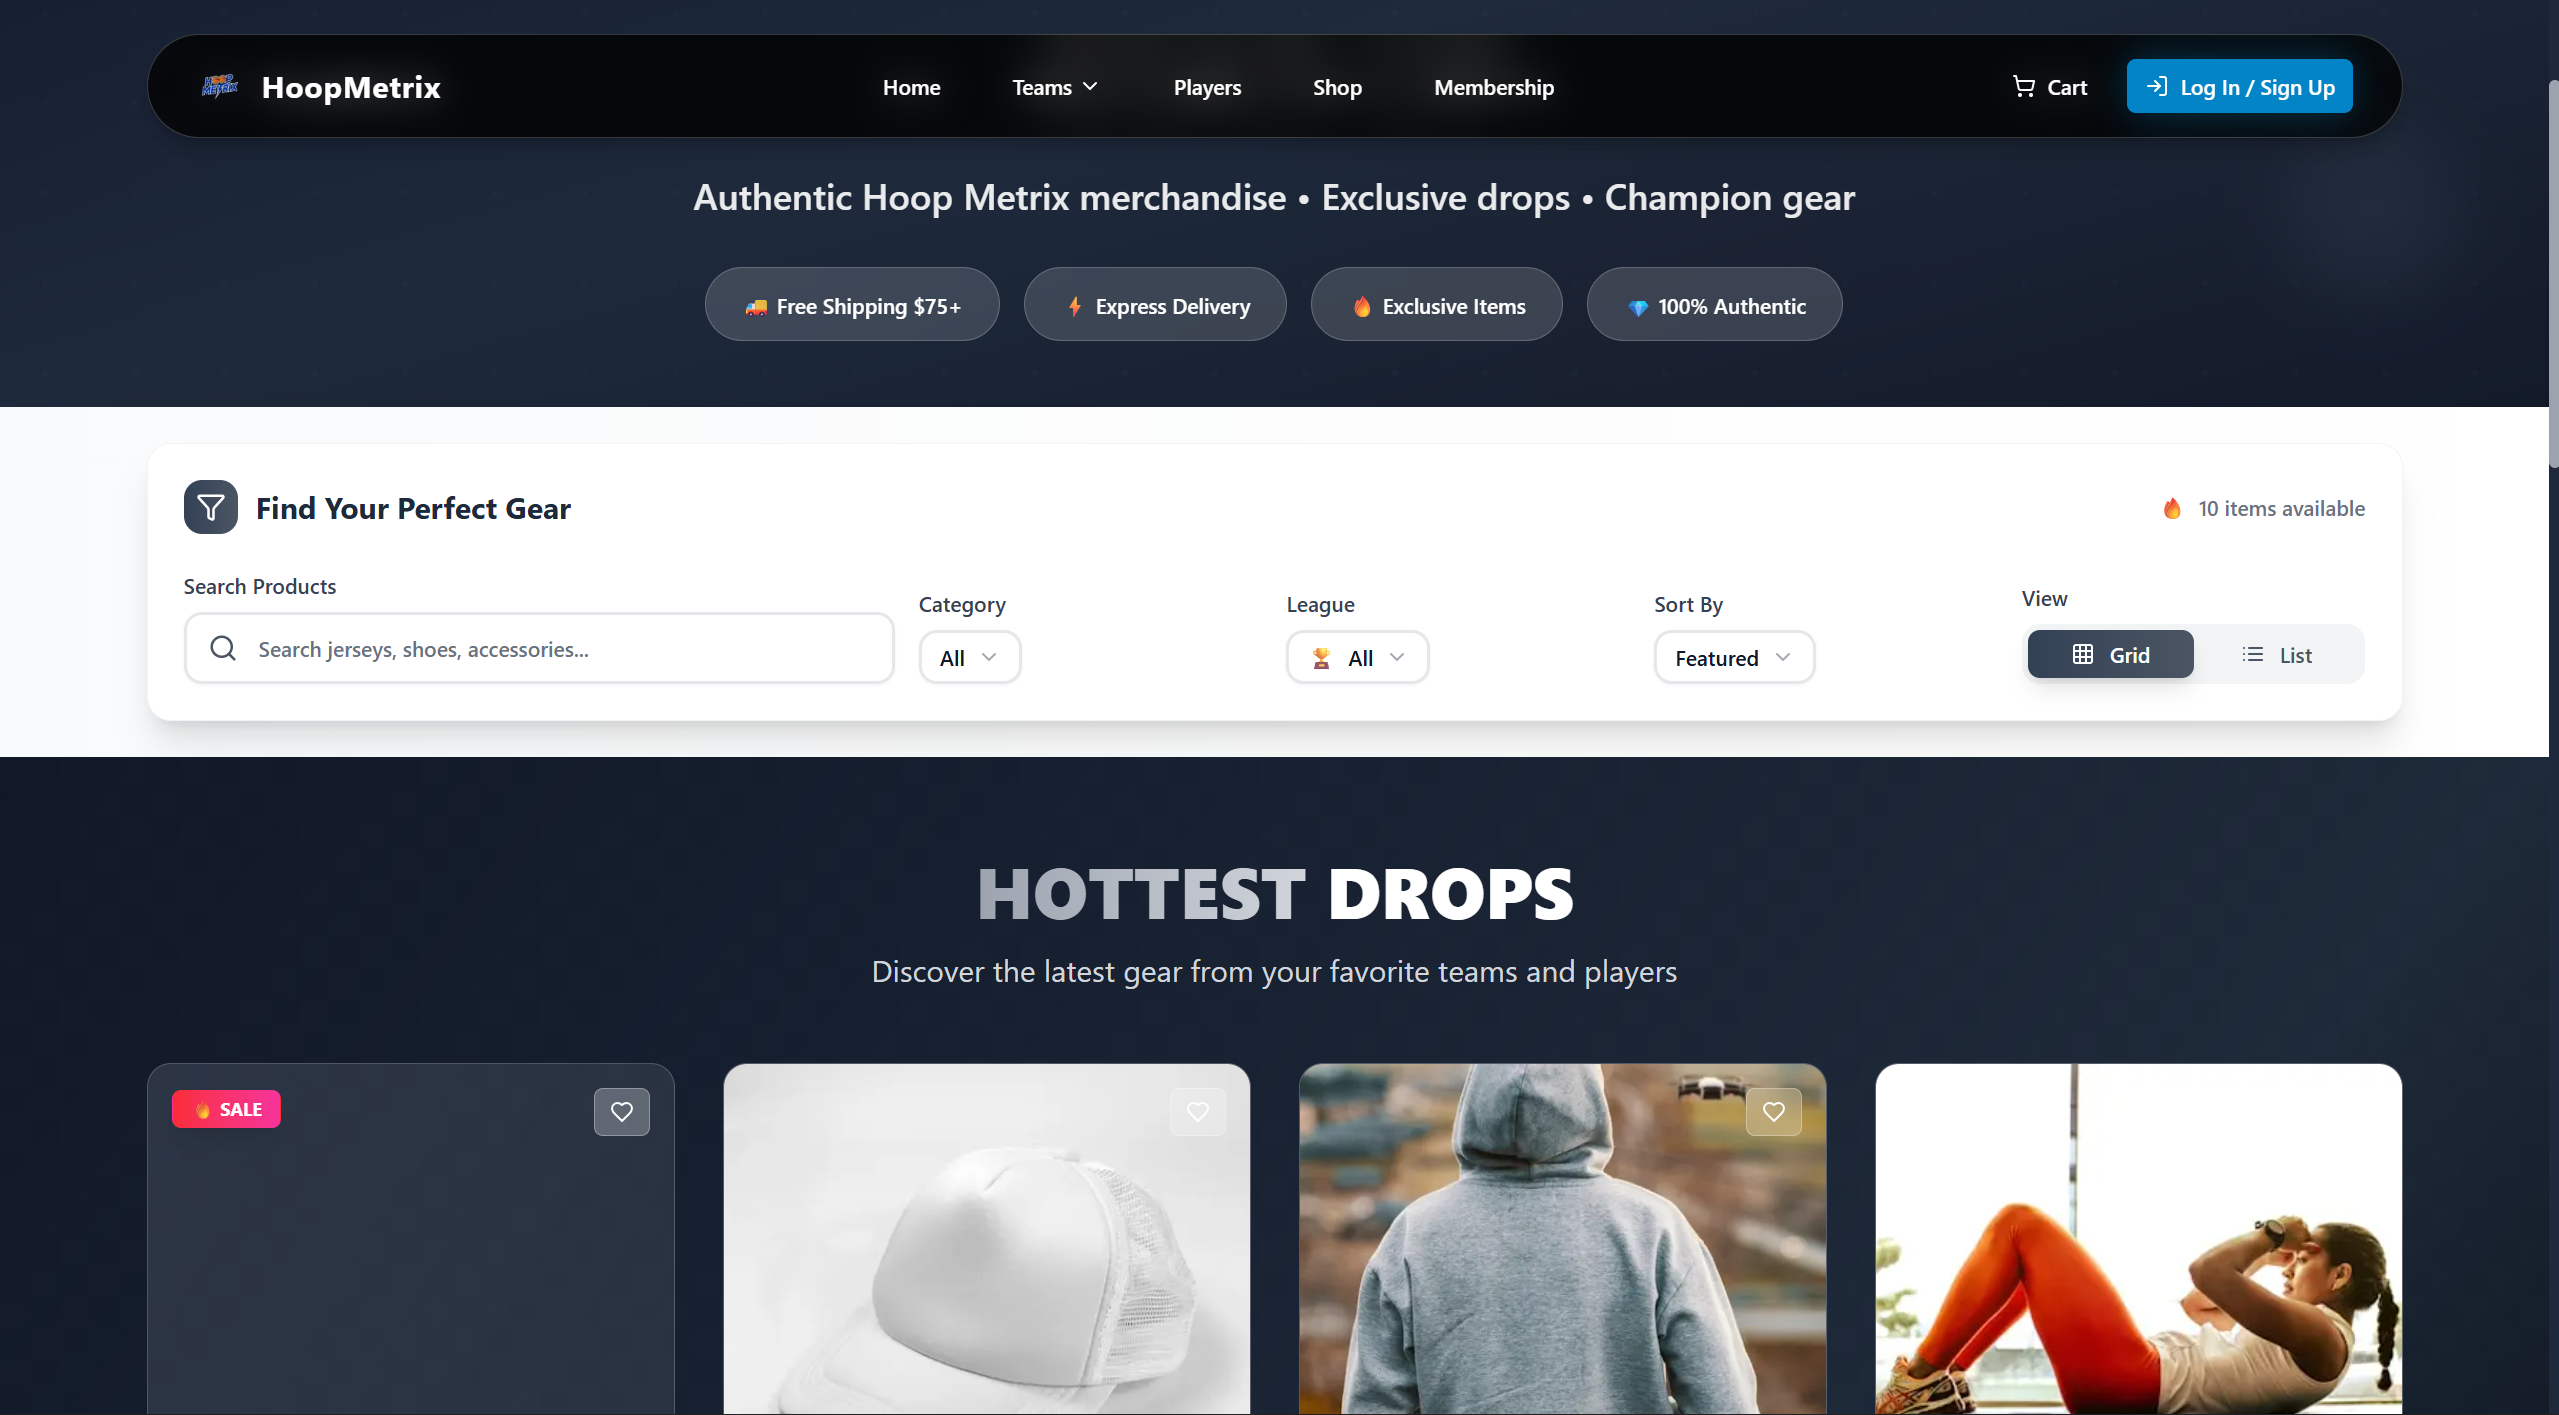 HOOP METRIX
HoopMetrix
Home
Teams
Players
Shop
Membership
Cart
Log In / Sign Up
Authentic Hoop Metrix merchandise • Exclusive drops • Champion gear
🚚 Free Shipping $75+
⚡ Express Delivery
🔥 Exclusive Items
💎 100% Authentic
Find Your Perfect Gear
🔥 10 items available
Search Products
Search jerseys, shoes, accessories...
Category
All
League
🏆 All
Sort By
Featured
View
Grid
List
HOTTEST DROPS
Discover the latest gear from your favorite teams and players
🔥 SALE